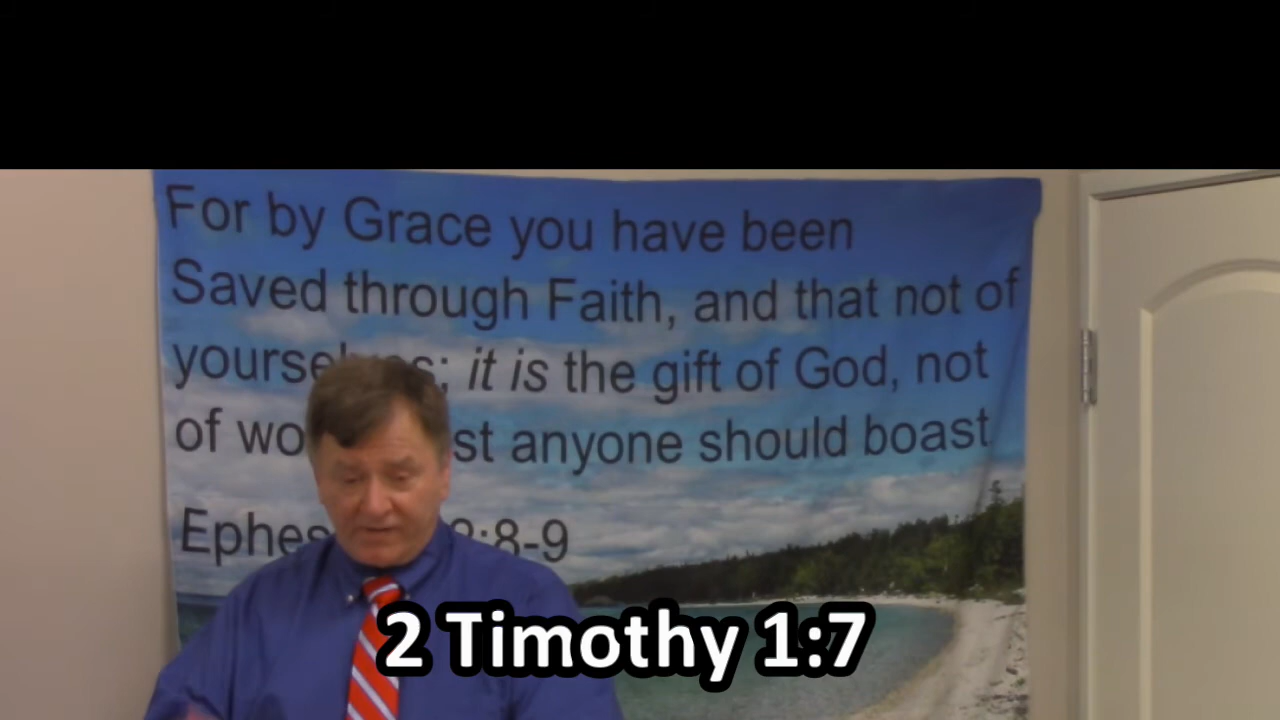 For by Grace you have been
Saved through Faith, and that not of
yourselves; it is the gift of God, not
of wo st anyone should boast.
Ephes 2:8-9
2 Timothy 1:7